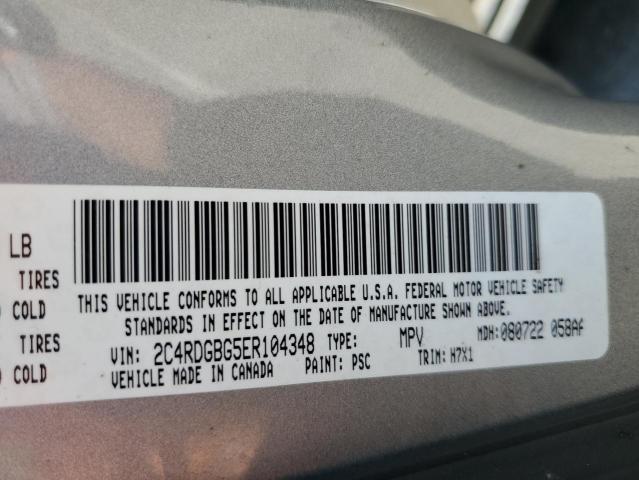 LB
TIRES
COLD
TIRES
COLD
THIS VEHICLE CONFORMS TO ALL APPLICABLE U.S.A. FEDERAL MOTOR VEHICLE SAFETY
STANDARDS IN EFFECT ON THE DATE OF MANUFACTURE SHOWN ABOVE.
VIN: 2C4RDGBG5ER104348 TYPE: MPV MDH: 080722 058AF
VEHICLE MADE IN CANADA PAINT: PSC TRIM: H7X1